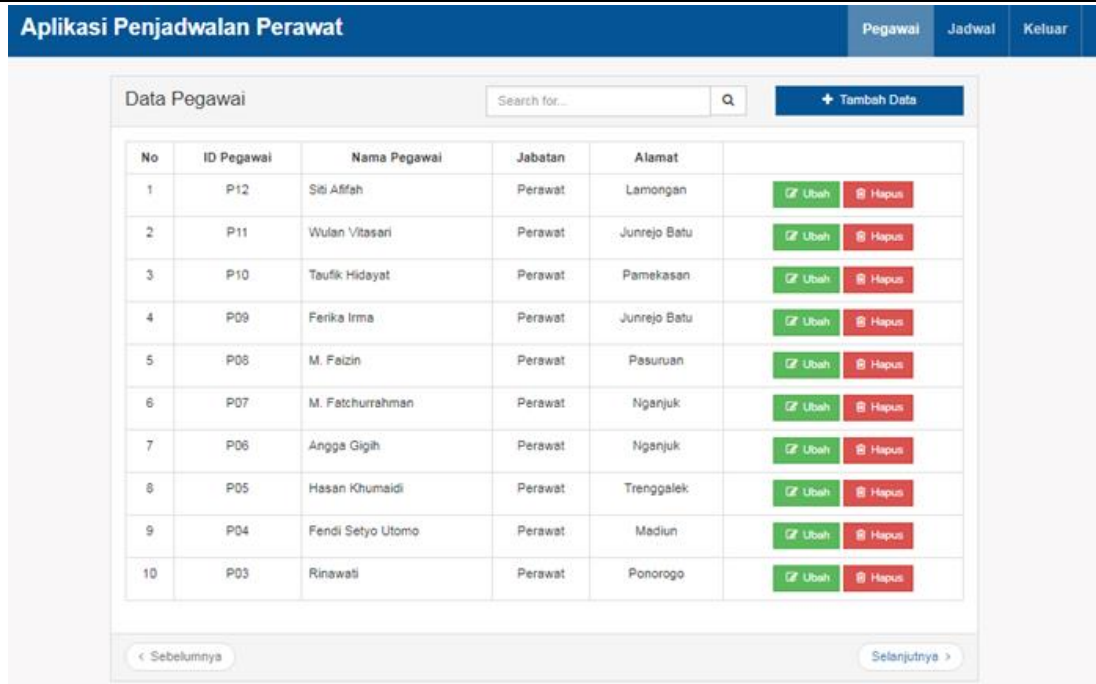 Aplikasi Penjadwalan Perawat Pegawai Jadwal Keluar
Data Pegawai Search for... Tambah Data
No ID Pegawai Nama Pegawai Jabatan Alamat
1 P12 Siti Afifah Perawat Lamongan Ubah Hapus
2 P11 Wulan Vitasari Perawat Junrejo Batu Ubah Hapus
3 P10 Taufik Hidayat Perawat Pamekasan Ubah Hapus
4 P09 Ferika Irma Perawat Junrejo Batu Ubah Hapus
5 P08 M. Faizin Perawat Pasuruan Ubah Hapus
6 P07 M. Fatchurrahman Perawat Nganjuk Ubah Hapus
7 P06 Angga Gigih Perawat Nganjuk Ubah Hapus
8 P05 Hasan Khumaidi Perawat Trenggalek Ubah Hapus
9 P04 Fendi Setyo Utomo Perawat Madiun Ubah Hapus
10 P03 Rinawati Perawat Ponorogo Ubah Hapus
< Sebelumnya Selanjutnya >